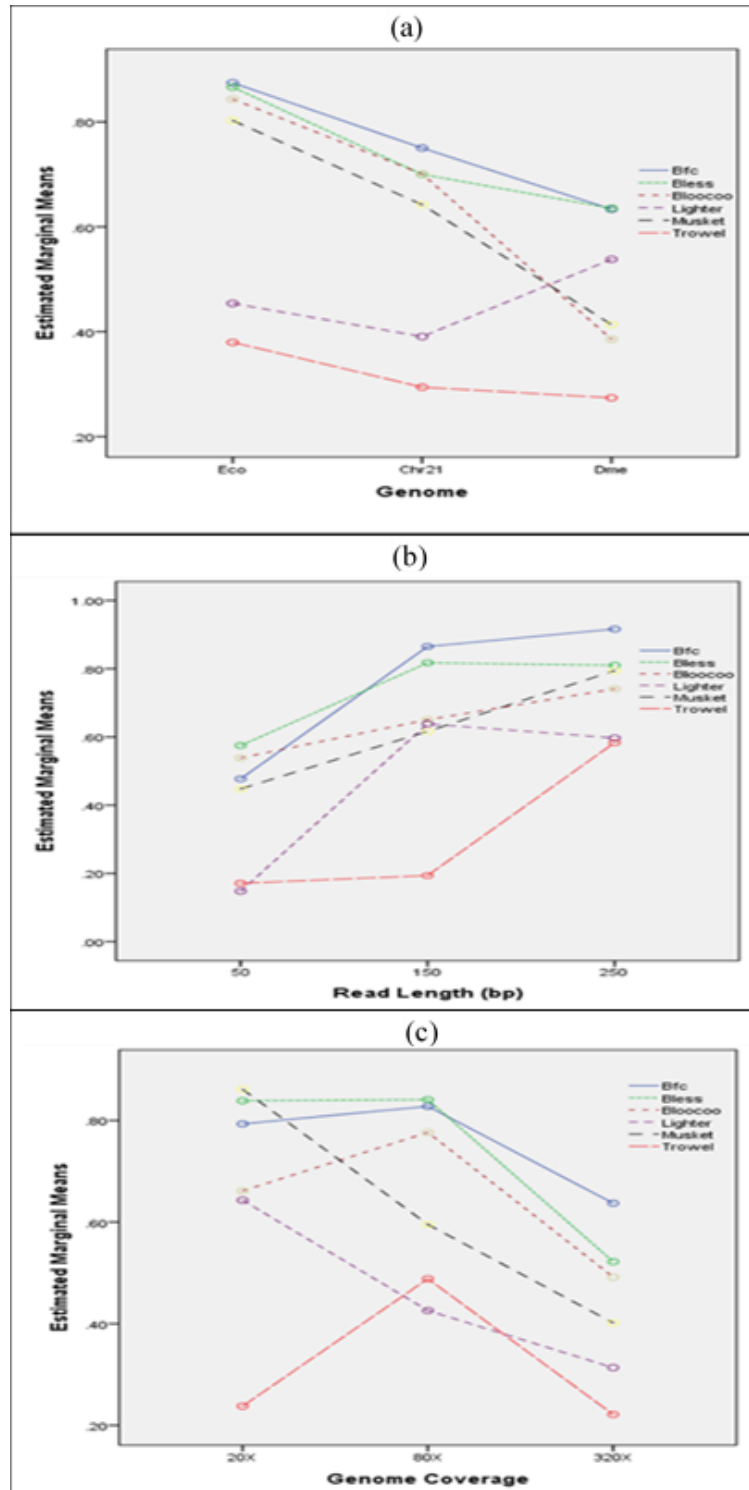 (a)
Estimated Marginal Means
.80
.60
.40
.20
Bfc
Bless
Bloocoo
Lighter
Musket
Trowel
Eco
Chr21
Dme
Genome
(b)
Estimated Marginal Means
1.00
.80
.60
.40
.20
.00
Bfc
Bless
Bloocoo
Lighter
Musket
Trowel
50
150
250
Read Length (bp)
(c)
Estimated Marginal Means
.80
.60
.40
.20
Bfc
Bless
Bloocoo
Lighter
Musket
Trowel
20X
80X
320X
Genome Coverage